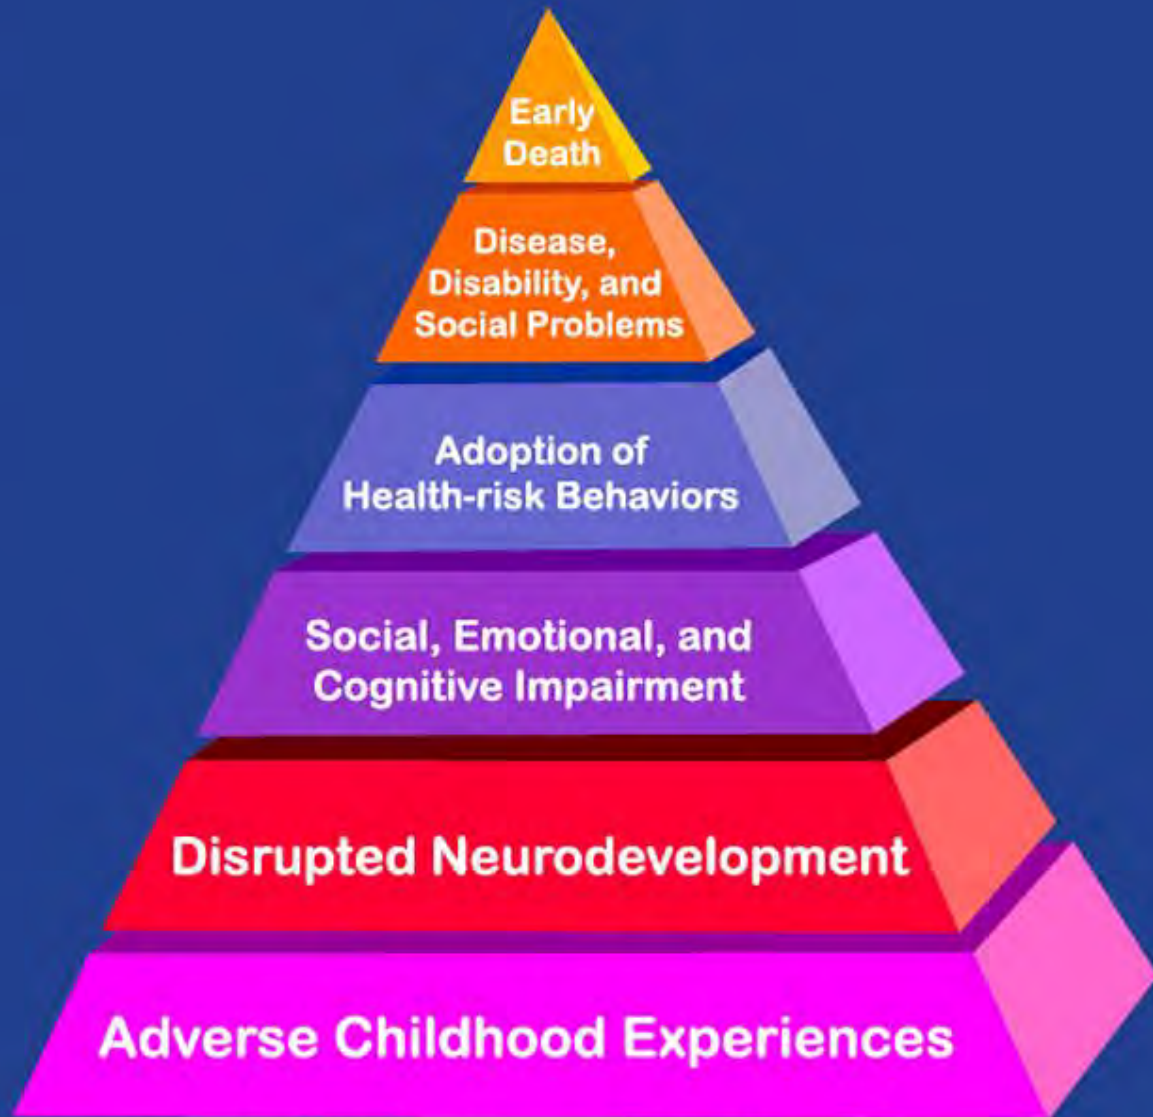 Early
Death
Disease,
Disability, and
Social Problems
Adoption of
Health-risk Behaviors
Social, Emotional, and
Cognitive Impairment
Disrupted Neurodevelopment
Adverse Childhood Experiences